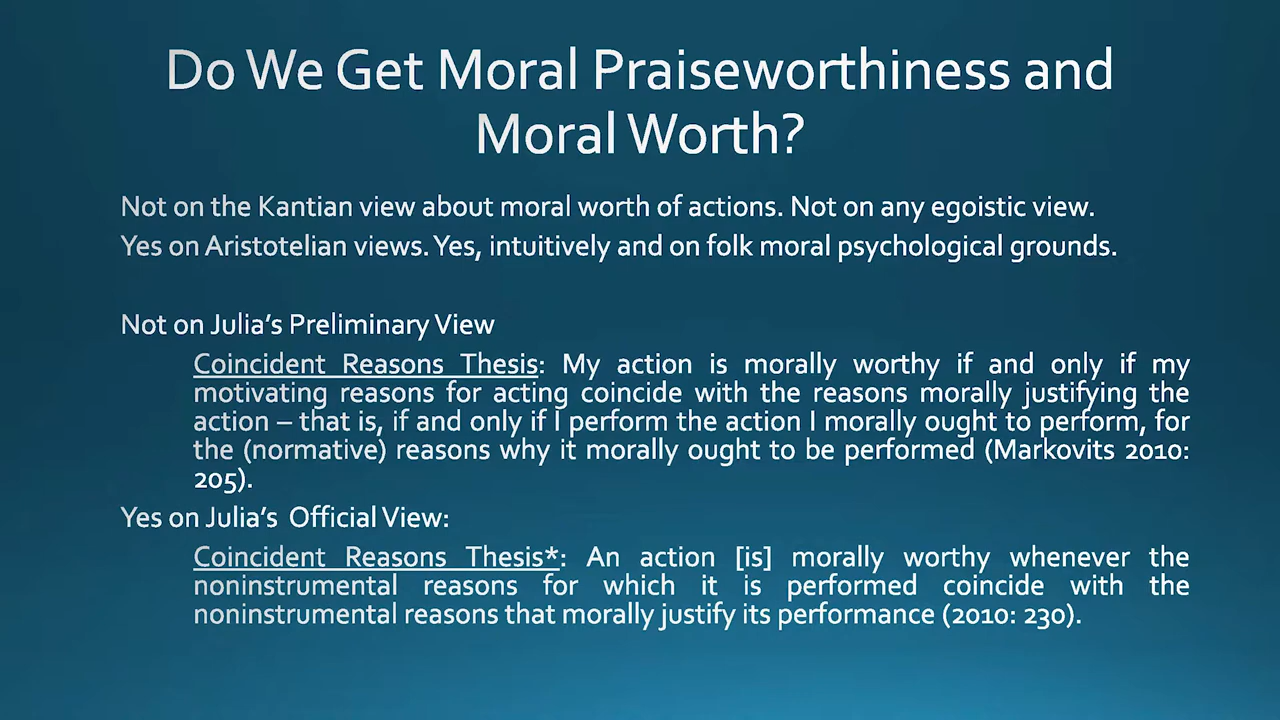 Do We Get Moral Praiseworthiness and
Moral Worth?
Not on the Kantian view about moral worth of actions. Not on any egoistic view.
Yes on Aristotelian views. Yes, intuitively and on folk moral psychological grounds.
Not on Julia's Preliminary View
Coincident Reasons Thesis: My action is morally worthy if and only if my
motivating reasons for acting coincide with the reasons morally justifying the
action – that is, if and only if I perform the action I morally ought to perform, for
the (normative) reasons why it morally ought to be performed (Markovits 2010:
205).
Yes on Julia's Official View:
Coincident Reasons Thesis*: An action [is] morally worthy whenever the
noninstrumental reasons for which it is performed coincide with the
noninstrumental reasons that morally justify its performance (2010: 230).